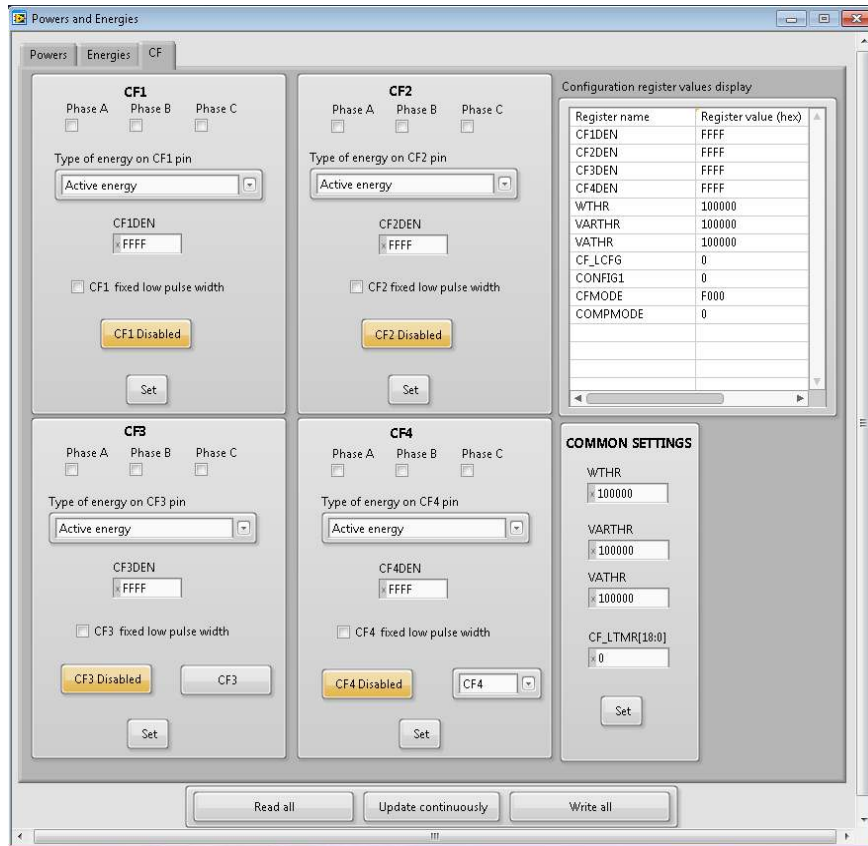 Powers and Energies
Powers Energies CF
CF1
Phase A Phase B Phase C
Type of energy on CF1 pin
Active energy
CF1DEN
x FFFF
CF1 fixed low pulse width
CF1 Disabled
Set
CF2
Phase A Phase B Phase C
Type of energy on CF2 pin
Active energy
CF2DEN
x FFFF
CF2 fixed low pulse width
CF2 Disabled
Set
Configuration register values display
Register name Register value (hex)
CF1DEN FFFF
CF2DEN FFFF
CF3DEN FFFF
CF4DEN FFFF
WTHR 100000
VARTHR 100000
VATHR 100000
CF_LCFG 0
CONFIG1 0
CFMODE F000
COMPMODE 0
CF3
Phase A Phase B Phase C
Type of energy on CF3 pin
Active energy
CF3DEN
x FFFF
CF3 fixed low pulse width
CF3 Disabled CF3
Set
CF4
Phase A Phase B Phase C
Type of energy on CF4 pin
Active energy
CF4DEN
x FFFF
CF4 fixed low pulse width
CF4 Disabled CF4
Set
COMMON SETTINGS
WTHR
x 100000
VARTHR
x 100000
VATHR
x 100000
CF_LTMR[18:0]
x 0
Set
Read all Update continuously Write all